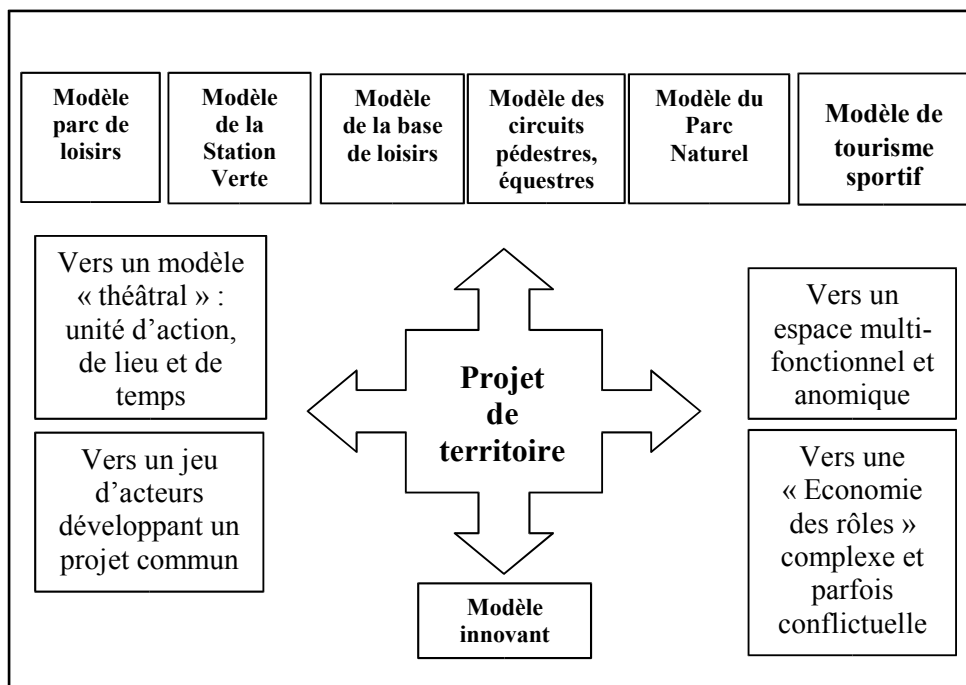 Modèle
parc de
loisirs
Modèle
de la
Station
Verte
Modèle
de la base
de loisirs
Modèle des
circuits
pédestres,
équestres
Modèle du
Parc
Naturel
Modèle de
tourisme
sportif
Vers un modèle
« théâtral » :
unité d’action,
de lieu et de
temps
Vers un jeu
d’acteurs
développant un
projet commun
Projet
de
territoire
Vers un
espace multi-
fonctionnel et
anomique
Vers une
« Economie
des rôles »
complexe et
parfois
conflictuelle
Modèle
innovant